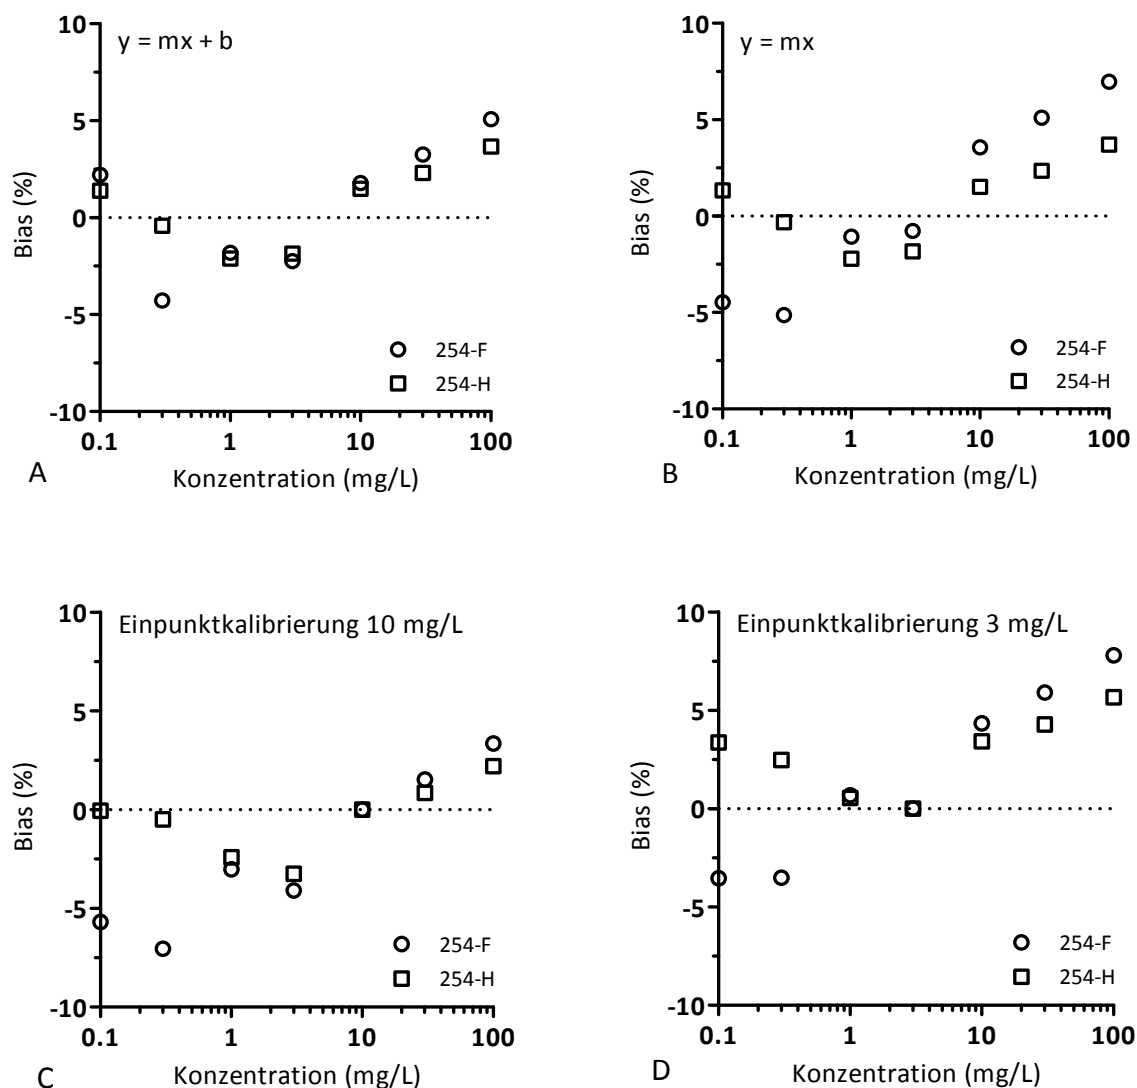 y = mx + b
Bias (%)
10
5
0
-5
-10
254-F
254-H
0.1 1 10 100
Konzentration (mg/L)
A
y = mx
Bias (%)
10
5
0
-5
-10
254-F
254-H
0.1 1 10 100
Konzentration (mg/L)
B
Einpunktkalibrierung 10 mg/L
Bias (%)
10
5
0
-5
-10
254-F
254-H
0.1 1 10 100
Konzentration (mg/L)
C
Einpunktkalibrierung 3 mg/L
Bias (%)
10
5
0
-5
-10
254-F
254-H
0.1 1 10 100
Konzentration (mg/L)
D